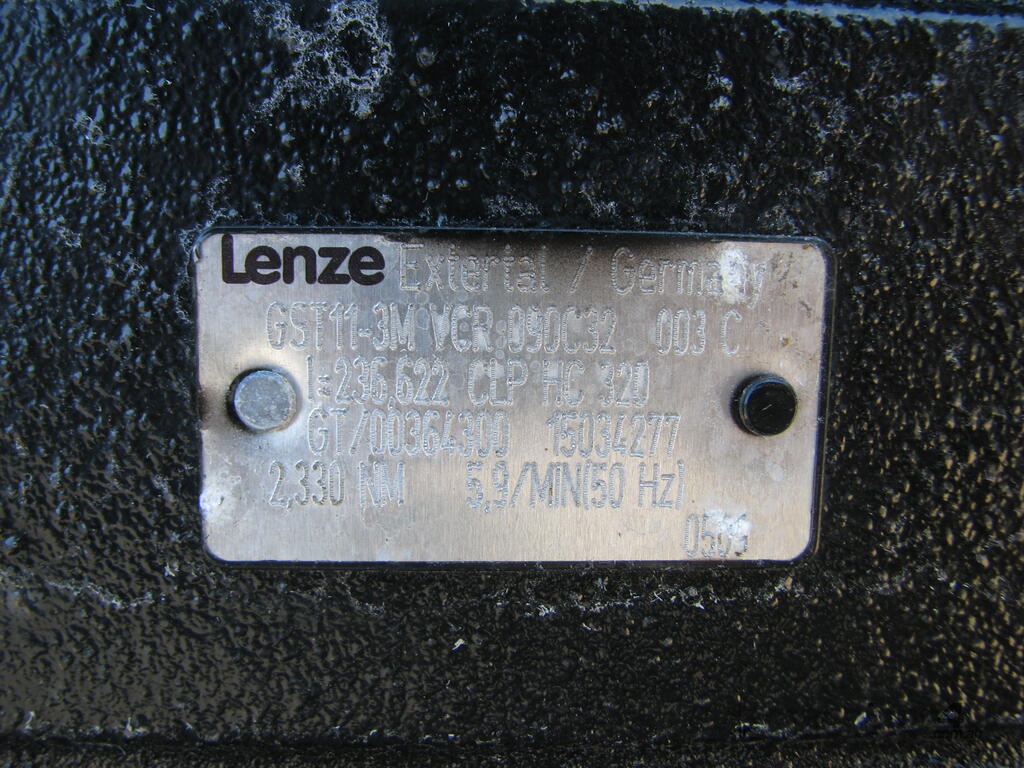 Lenze Extertal / Germany
GST11-3M VCR 090C32 003 C
I=236,622 CLP HC 320
GT/00364300 15034277
2,330 NM 5,9/MIN(50 Hz)